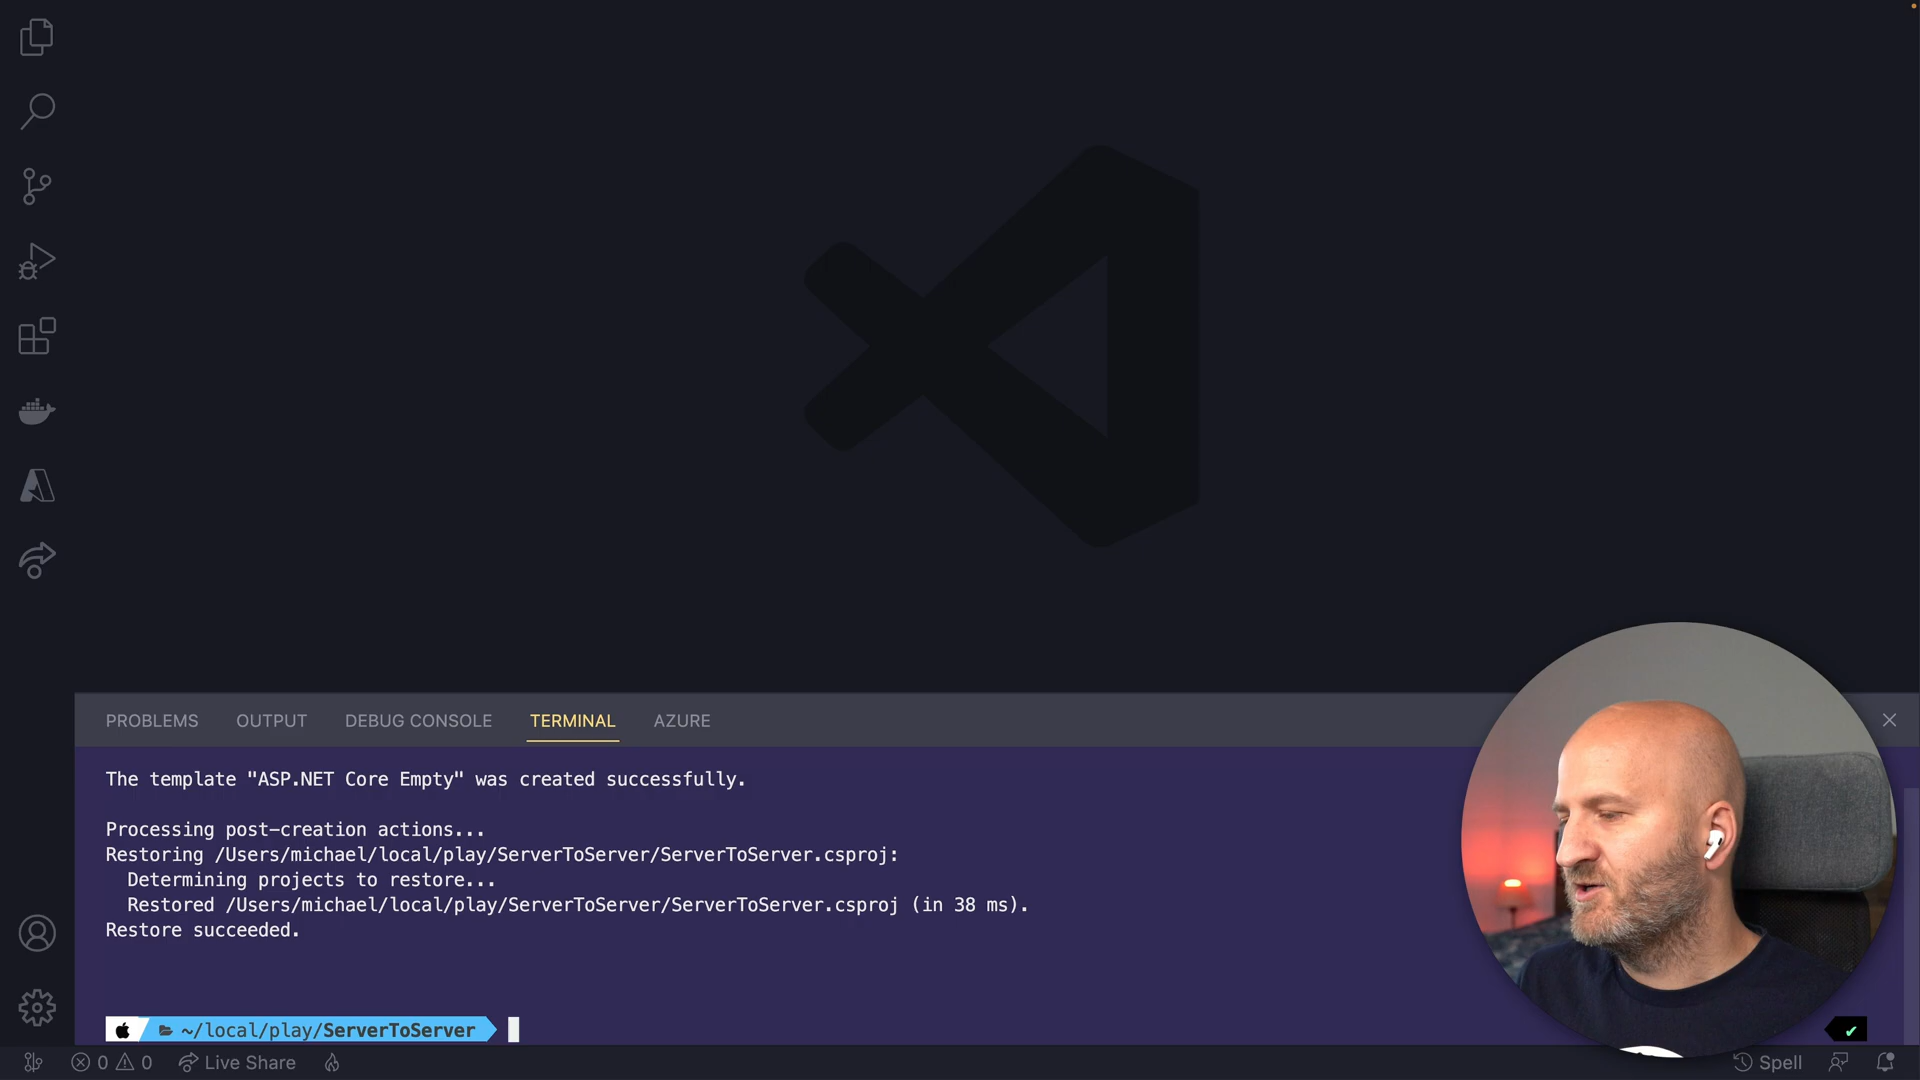 PROBLEMS OUTPUT DEBUG CONSOLE TERMINAL AZURE
The template "ASP.NET Core Empty" was created successfully.
Processing post-creation actions...
Restoring /Users/michael/local/play/ServerToServer/ServerToServer.csproj:
Determining projects to restore...
Restored /Users/michael/local/play/ServerToServer/ServerToServer.csproj (in 38 ms).
Restore succeeded.
~/local/play/ServerToServer
0 0 Live Share Spell